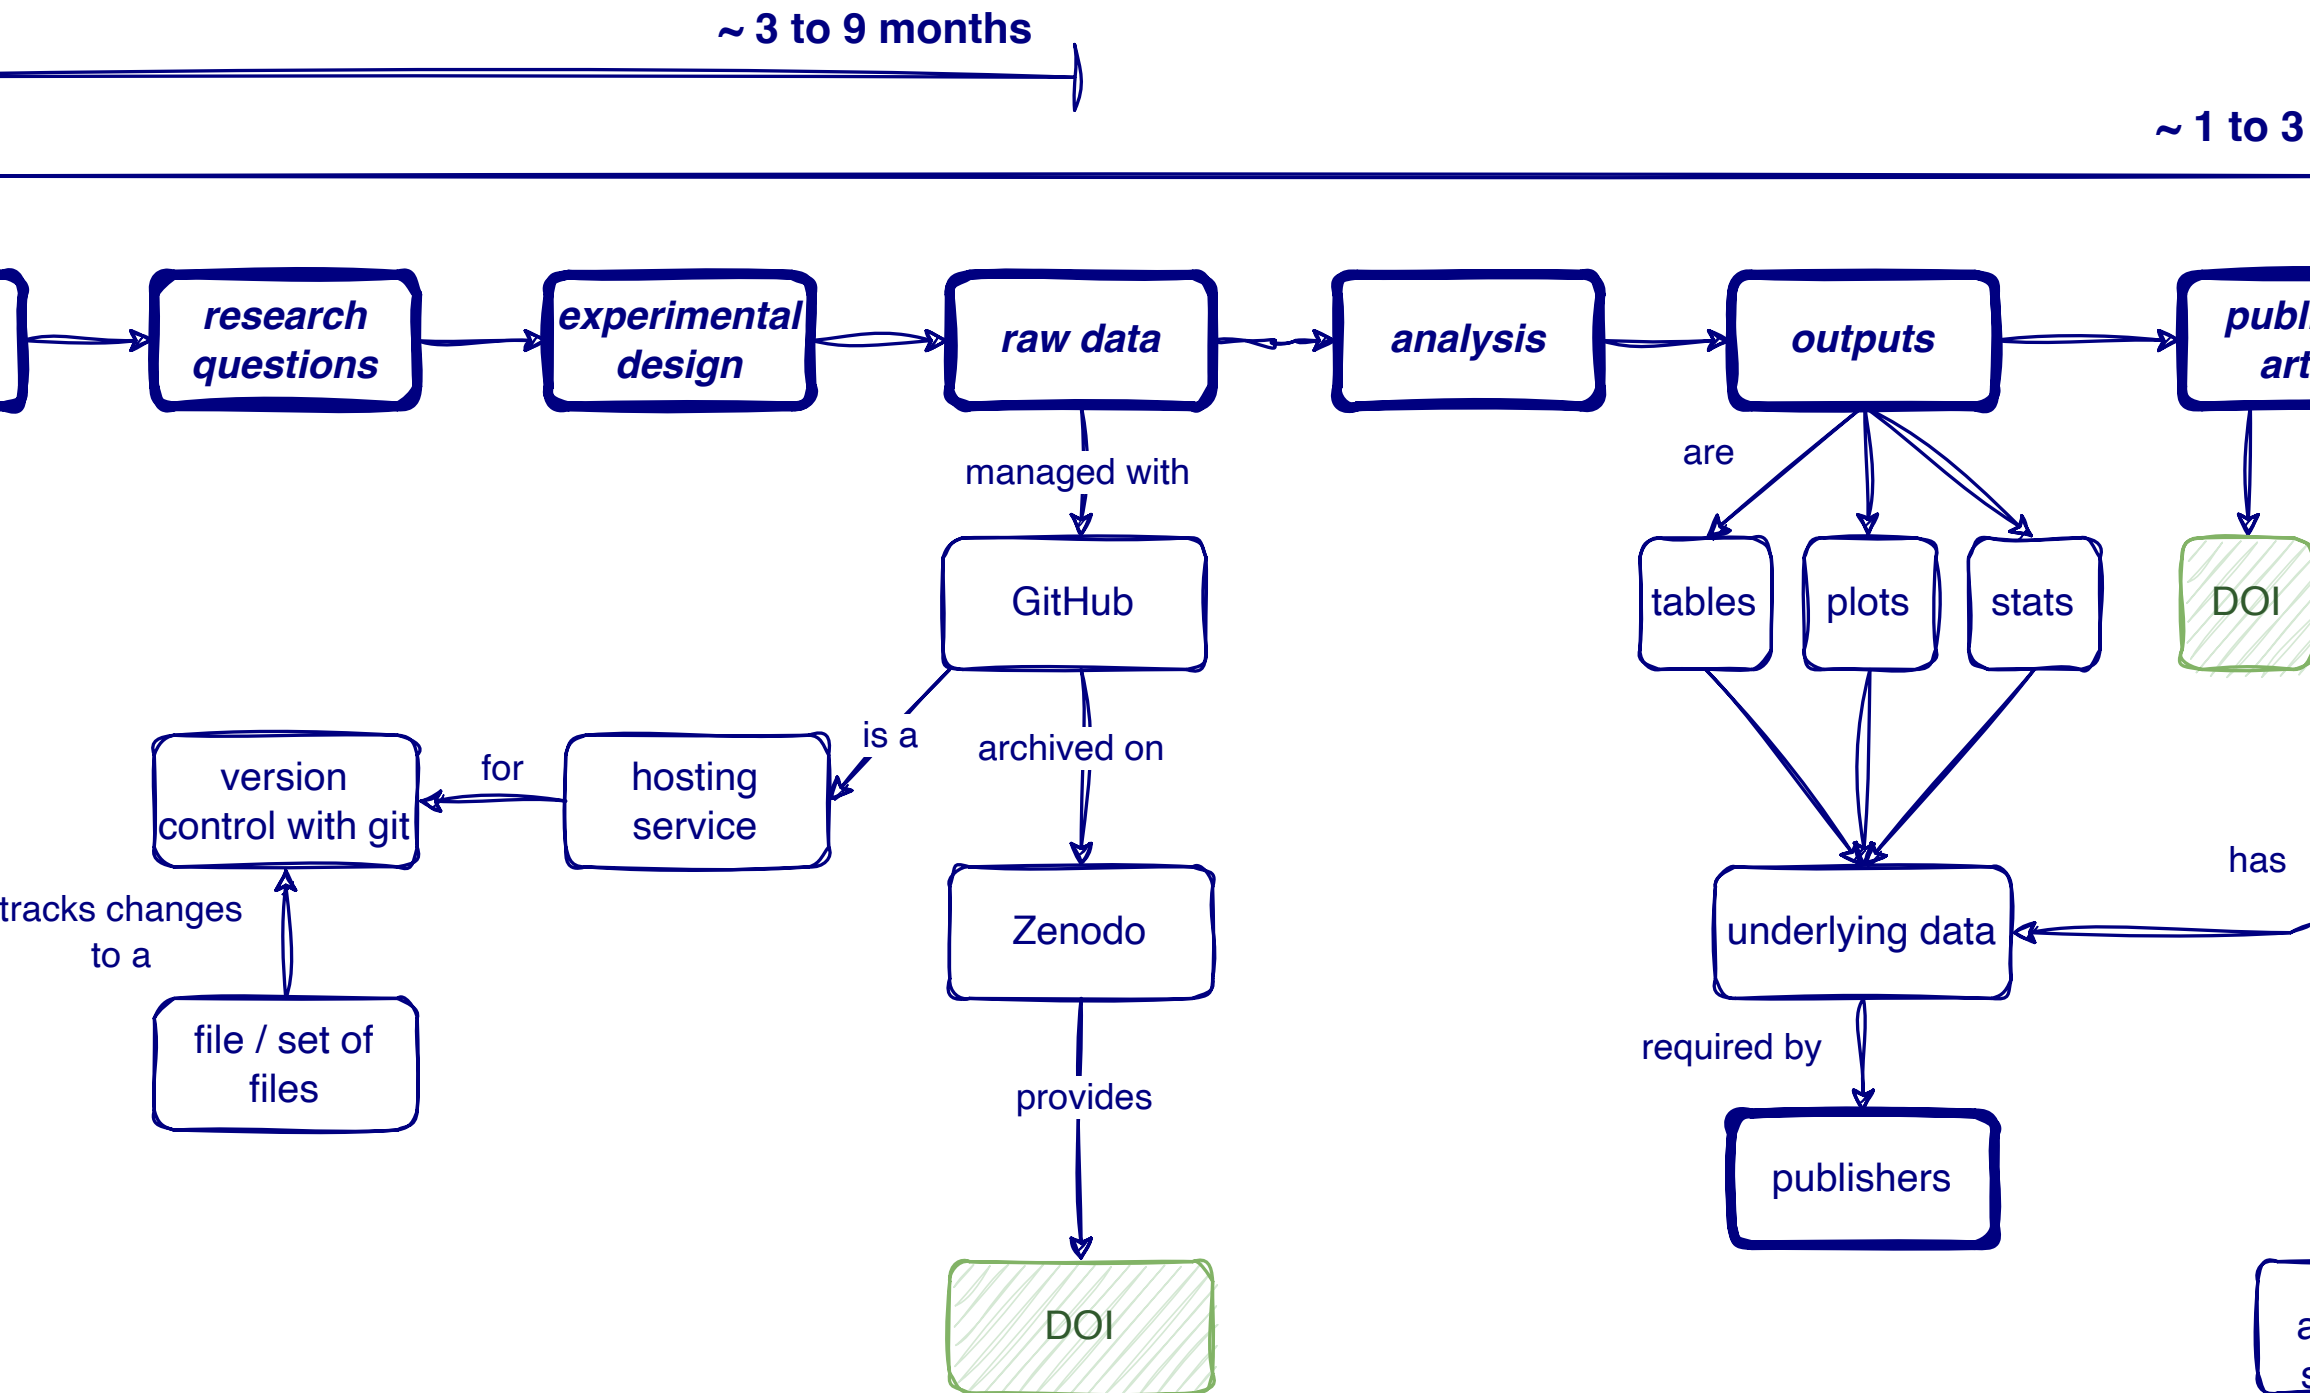 ~ 3 to 9 months
~ 1 to 3
research
questions
experimental
design
raw data
analysis
outputs
managed with
are
GitHub
tables
plots
stats
DOI
is a
archived on
version
control with git
for
hosting
service
has
tracks changes
to a
Zenodo
underlying data
file / set of
files
required by
provides
publishers
DOI